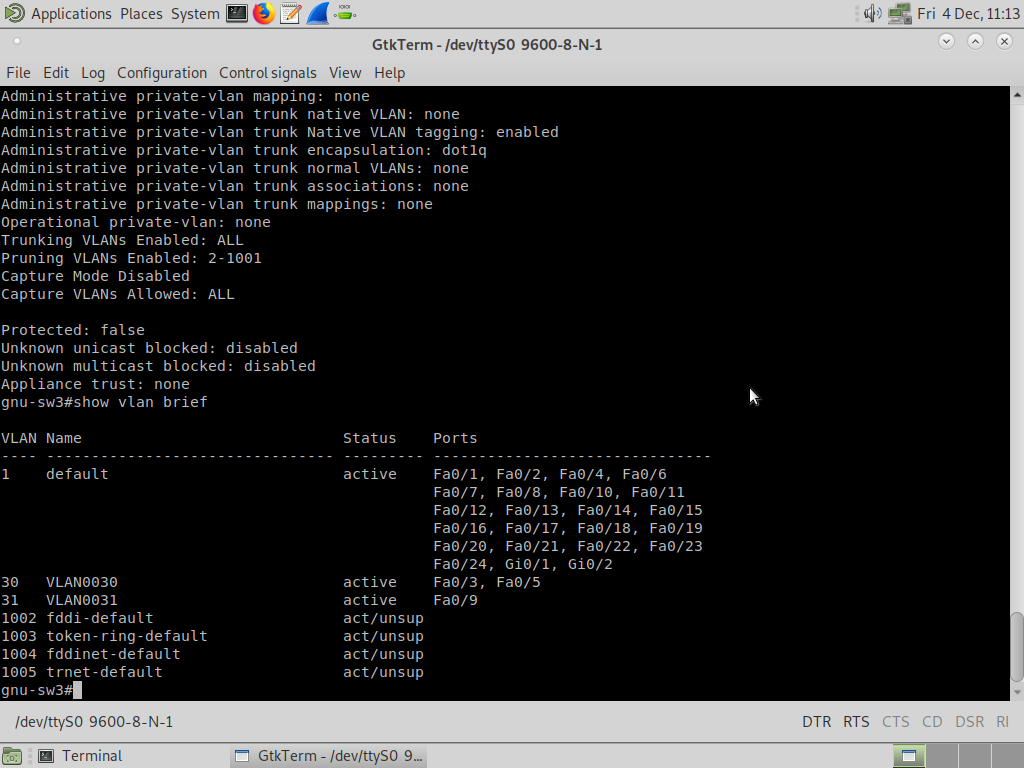 Applications Places System Fri 4 Dec, 11:13
GtkTerm - /dev/ttyS0 9600-8-N-1
File Edit Log Configuration Control signals View Help
Administrative private-vlan mapping: none
Administrative private-vlan trunk native VLAN: none
Administrative private-vlan trunk Native VLAN tagging: enabled
Administrative private-vlan trunk encapsulation: dot1q
Administrative private-vlan trunk normal VLANs: none
Administrative private-vlan trunk associations: none
Administrative private-vlan trunk mappings: none
Operational private-vlan: none
Trunking VLANs Enabled: ALL
Pruning VLANs Enabled: 2-1001
Capture Mode Disabled
Capture VLANs Allowed: ALL
Protected: false
Unknown unicast blocked: disabled
Unknown multicast blocked: disabled
Appliance trust: none
gnu-sw3#show vlan brief
VLAN Name                             Status    Ports
---- -------------------------------- --------- -------------------------------
1    default                          active    Fa0/1, Fa0/2, Fa0/4, Fa0/6
                                                Fa0/7, Fa0/8, Fa0/10, Fa0/11
                                                Fa0/12, Fa0/13, Fa0/14, Fa0/15
                                                Fa0/16, Fa0/17, Fa0/18, Fa0/19
                                                Fa0/20, Fa0/21, Fa0/22, Fa0/23
                                                Fa0/24, Gi0/1, Gi0/2
30   VLAN0030                         active    Fa0/3, Fa0/5
31   VLAN0031                         active    Fa0/9
1002 fddi-default                     act/unsup
1003 token-ring-default               act/unsup
1004 fddinet-default                  act/unsup
1005 trnet-default                    act/unsup
gnu-sw3#
/dev/ttyS0 9600-8-N-1 DTR RTS CTS CD DSR RI
Terminal GtkTerm - /dev/ttyS0 9...